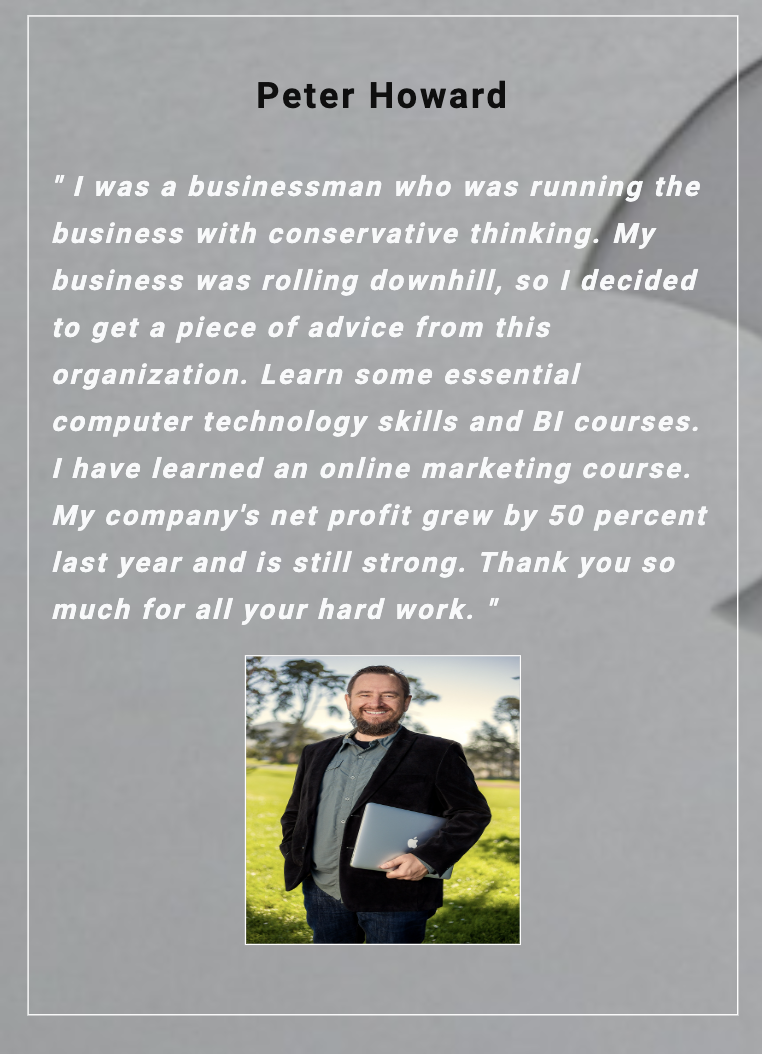 Peter Howard
" I was a businessman who was running the
business with conservative thinking. My
business was rolling downhill, so I decided
to get a piece of advice from this
organization. Learn some essential
computer technology skills and BI courses.
I have learned an online marketing course.
My company's net profit grew by 50 percent
last year and is still strong. Thank you so
much for all your hard work. "